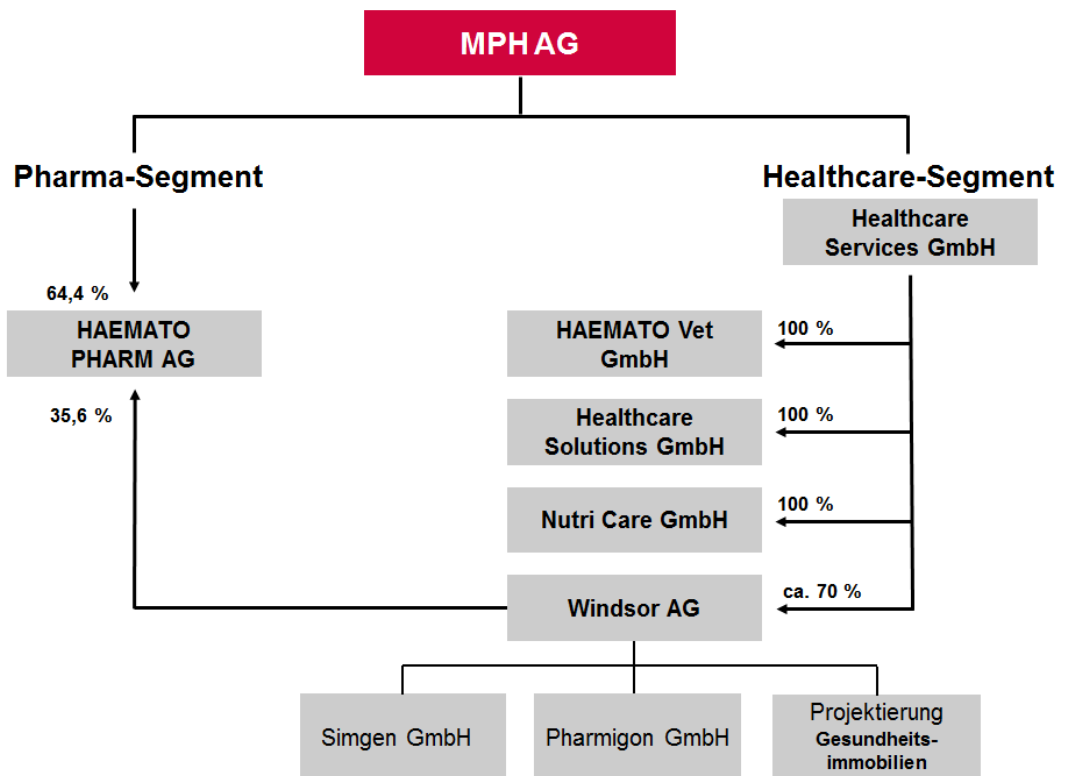 MPH AG
Pharma-Segment
Healthcare-Segment
Healthcare
Services GmbH
64,4 %
HAEMATO
PHARM AG
35,6 %
HAEMATO Vet
GmbH
100 %
Healthcare
Solutions GmbH
100 %
Nutri Care GmbH
100 %
Windsor AG
ca. 70 %
Simgen GmbH
Pharmigon GmbH
Projektierung
Gesundheits-
immobilien